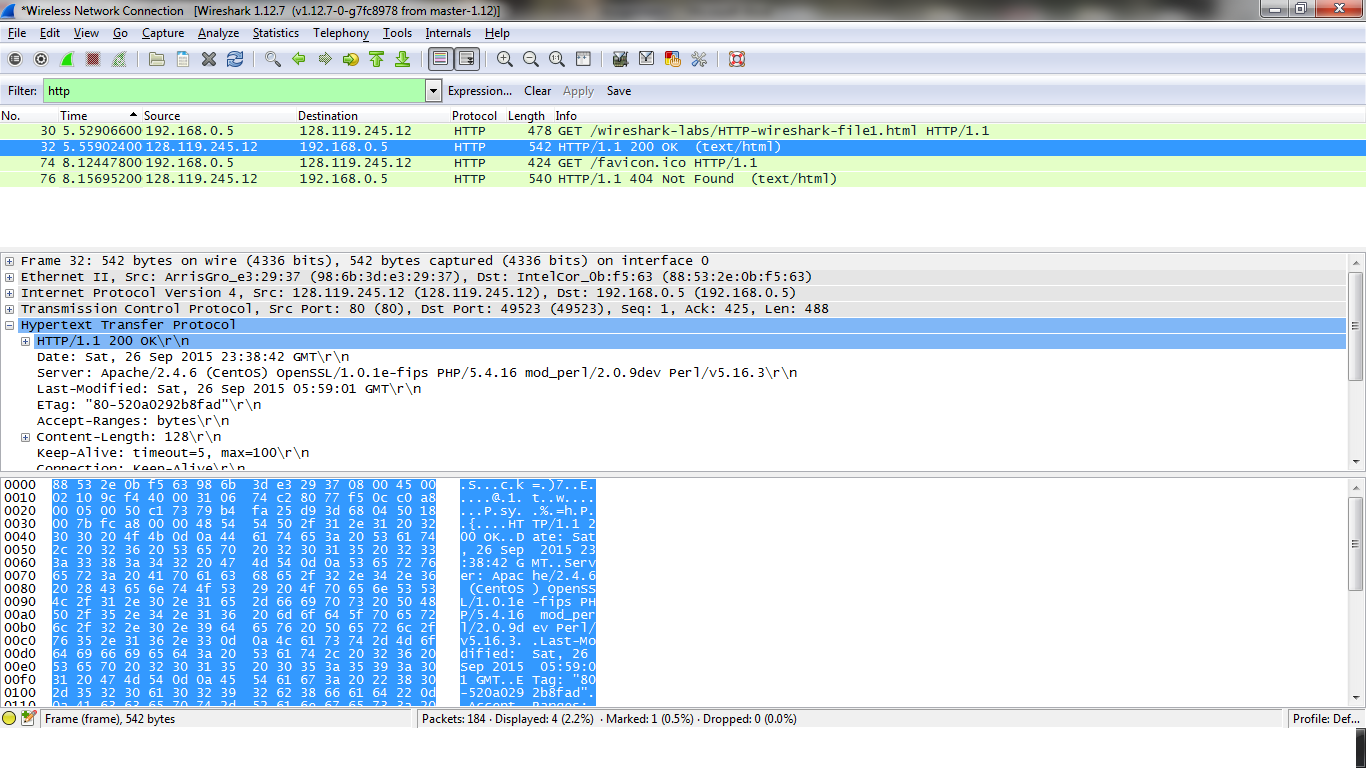 *Wireless Network Connection [Wireshark 1.12.7 (v1.12.7-0-g7fc8978 from master-1.12)]
File Edit View Go Capture Analyze Statistics Telephony Tools Internals Help
Filter: http Expression... Clear Apply Save
No. Time Source Destination Protocol Length Info
30 5.52906600 192.168.0.5 128.119.245.12 HTTP 478 GET /wireshark-labs/HTTP-wireshark-file1.html HTTP/1.1
32 5.55902400 128.119.245.12 192.168.0.5 HTTP 542 HTTP/1.1 200 OK (text/html)
74 8.12447800 192.168.0.5 128.119.245.12 HTTP 424 GET /favicon.ico HTTP/1.1
76 8.15695200 128.119.245.12 192.168.0.5 HTTP 540 HTTP/1.1 404 Not Found (text/html)
Frame 32: 542 bytes on wire (4336 bits), 542 bytes captured (4336 bits) on interface 0
Ethernet II, Src: ArrisGro_e3:29:37 (98:6b:3d:e3:29:37), Dst: IntelCor_0b:f5:63 (88:53:2e:0b:f5:63)
Internet Protocol Version 4, Src: 128.119.245.12 (128.119.245.12), Dst: 192.168.0.5 (192.168.0.5)
Transmission Control Protocol, Src Port: 80 (80), Dst Port: 49523 (49523), Seq: 1, Ack: 425, Len: 488
Hypertext Transfer Protocol
HTTP/1.1 200 OK\r\n
Date: Sat, 26 Sep 2015 23:38:42 GMT\r\n
Server: Apache/2.4.6 (CentOS) OpenSSL/1.0.1e-fips PHP/5.4.16 mod_perl/2.0.9dev Perl/v5.16.3\r\n
Last-Modified: Sat, 26 Sep 2015 05:59:01 GMT\r\n
ETag: "80-520a0292b8fad"\r\n
Accept-Ranges: bytes\r\n
Content-Length: 128\r\n
Keep-Alive: timeout=5, max=100\r\n
Connection: Keep-Alive\r\n
0000 88 53 2e 0b f5 63 98 6b 3d e3 29 37 08 00 45 00 .S...c.k =.)7..E.
0010 02 10 9c f4 40 00 31 06 74 c2 80 77 f5 0c c0 a8 ....@.1. t..w....
0020 00 05 00 50 c1 73 79 b4 fa 25 d9 3d 68 04 50 18 ...P.sy. .%.=h.P.
0030 00 7b fc a8 00 00 48 54 54 50 2f 31 2e 31 20 32 .{....HT TP/1.1 2
0040 30 30 20 4f 4b 0d 0a 44 61 74 65 3a 20 53 61 74 00 OK..D ate: Sat
0050 2c 20 32 36 20 53 65 70 20 32 30 31 35 20 32 33 , 26 Sep 2015 23
0060 3a 33 38 3a 34 32 20 47 4d 54 0d 0a 53 65 72 76 :38:42 G MT..Serv
0070 65 72 3a 20 41 70 61 63 68 65 2f 32 2e 34 2e 36 er: Apac he/2.4.6
0080 20 28 43 65 6e 74 4f 53 29 20 4f 70 65 6e 53 53 (CentOS ) OpenSS
0090 4c 2f 31 2e 30 2e 31 65 2d 66 69 70 73 20 50 48 L/1.0.1e -fips PH
00a0 50 2f 35 2e 34 2e 31 36 20 6d 6f 64 5f 70 65 72 P/5.4.16 mod_per
00b0 6c 2f 32 2e 30 2e 39 64 65 76 20 50 65 72 6c 2f l/2.0.9d ev Perl/
00c0 76 35 2e 31 36 2e 33 0d 0a 4c 61 73 74 2d 4d 6f v5.16.3. .Last-Mo
00d0 64 69 66 69 65 64 3a 20 53 61 74 2c 20 32 36 20 dified: Sat, 26
00e0 53 65 70 20 32 30 31 35 20 30 35 3a 35 39 3a 30 Sep 2015 05:59:0
00f0 31 20 47 4d 54 0d 0a 45 54 61 67 3a 20 22 38 30 1 GMT..E Tag: "80
0100 2d 35 32 30 61 30 32 39 32 62 38 66 61 64 22 0d -520a029 2b8fad".
0110 0a 41 63 63 65 70 74 2d 52 61 6e 67 65 73 3a 20 .Accept- Ranges:
Frame (frame), 542 bytes Packets: 184 · Displayed: 4 (2.2%) · Marked: 1 (0.5%) · Dropped: 0 (0.0%) Profile: Def...